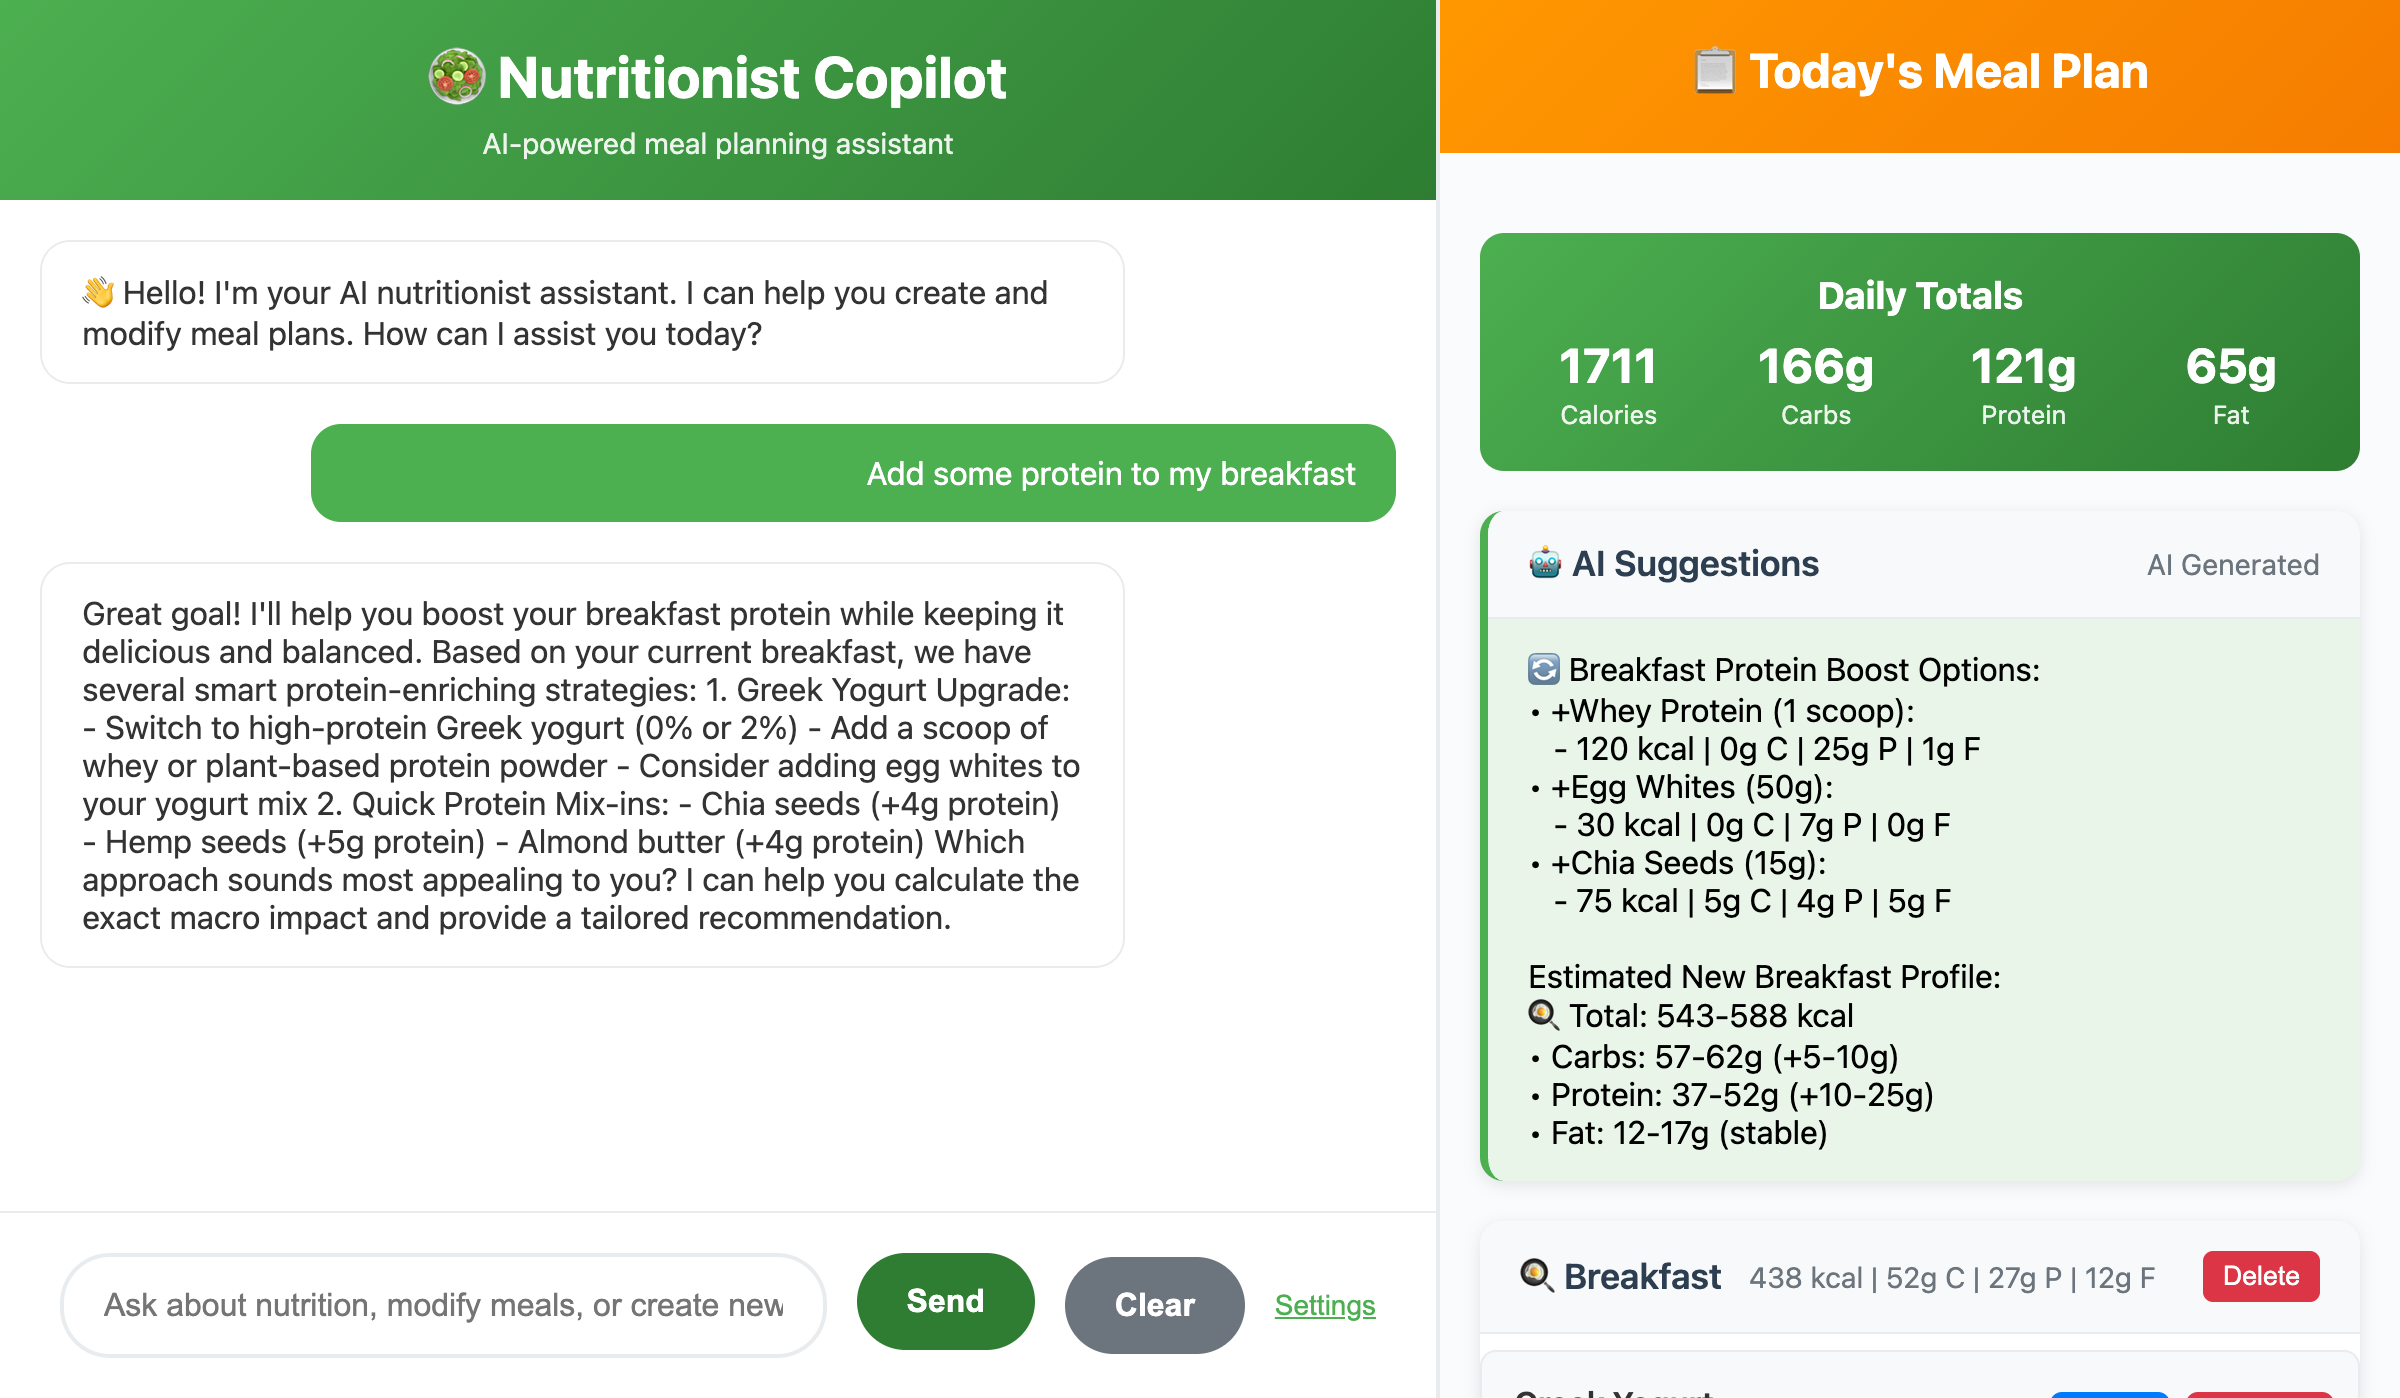 🥗 Nutritionist Copilot
AI-powered meal planning assistant
👋 Hello! I'm your AI nutritionist assistant. I can help you create and
modify meal plans. How can I assist you today?
Add some protein to my breakfast
Great goal! I'll help you boost your breakfast protein while keeping it
delicious and balanced. Based on your current breakfast, we have
several smart protein-enriching strategies: 1. Greek Yogurt Upgrade:
- Switch to high-protein Greek yogurt (0% or 2%) - Add a scoop of
whey or plant-based protein powder - Consider adding egg whites to
your yogurt mix 2. Quick Protein Mix-ins: - Chia seeds (+4g protein)
- Hemp seeds (+5g protein) - Almond butter (+4g protein) Which
approach sounds most appealing to you? I can help you calculate the
exact macro impact and provide a tailored recommendation.
Ask about nutrition, modify meals, or create new
Send
Clear
Settings
📋 Today's Meal Plan
Daily Totals
1711 166g 121g 65g
Calories Carbs Protein Fat
🤖 AI Suggestions
AI Generated
🔄 Breakfast Protein Boost Options:
• +Whey Protein (1 scoop):
- 120 kcal | 0g C | 25g P | 1g F
• +Egg Whites (50g):
- 30 kcal | 0g C | 7g P | 0g F
• +Chia Seeds (15g):
- 75 kcal | 5g C | 4g P | 5g F
Estimated New Breakfast Profile:
🍳 Total: 543-588 kcal
• Carbs: 57-62g (+5-10g)
• Protein: 37-52g (+10-25g)
• Fat: 12-17g (stable)
🍳 Breakfast
438 kcal | 52g C | 27g P | 12g F
Delete